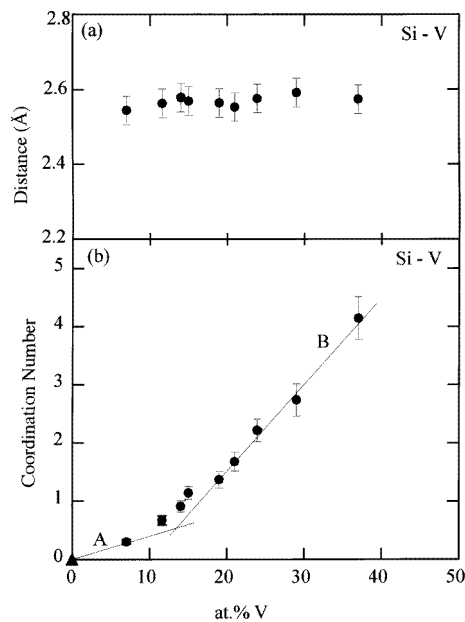 (a)
Si - V
2.8
2.6
2.4
2.2
Distance (Å)
(b)
Si - V
5
4
3
2
1
0
Coordination Number
A
B
0
10
20
30
40
50
at.% V